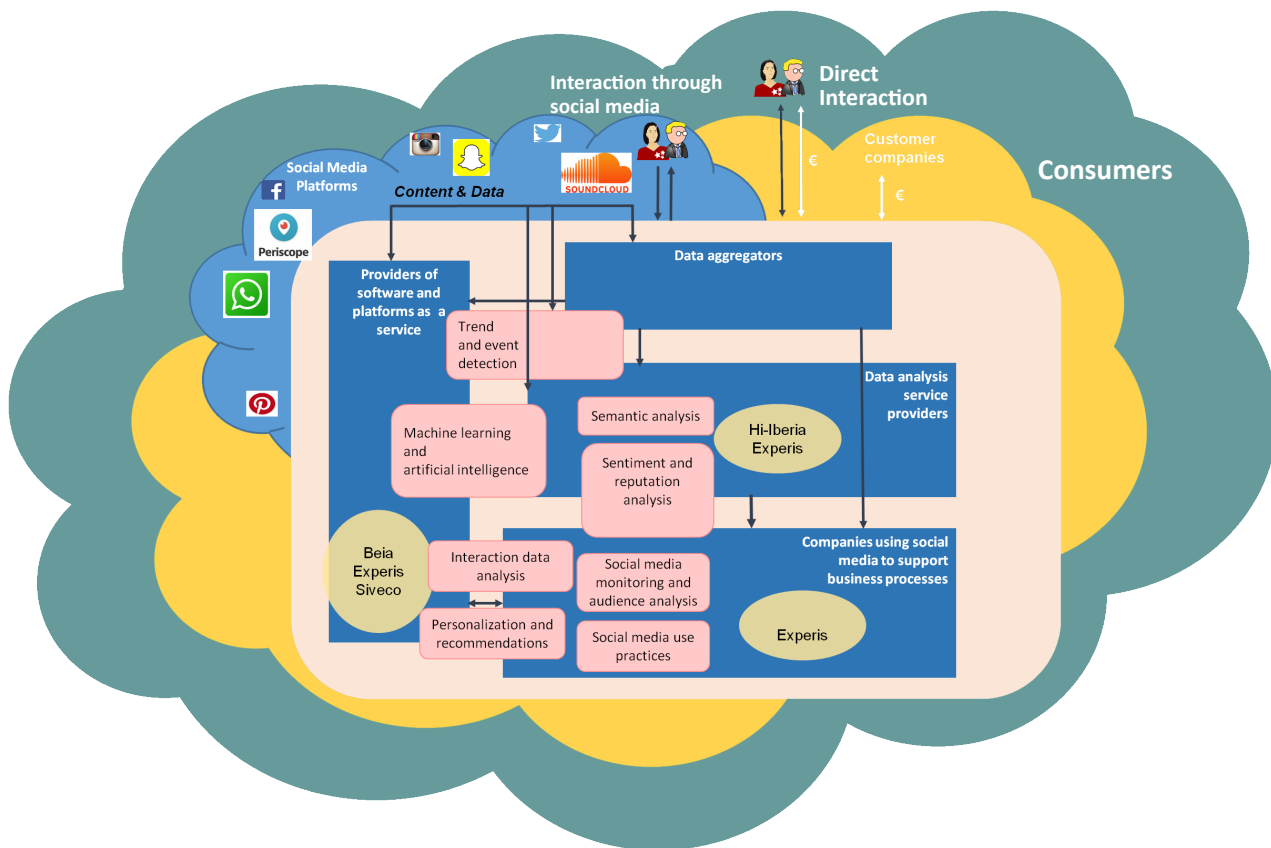 Interaction through
social media
Direct
Interaction
Customer
companies
€
€
Consumers
Social Media
Platforms
Content & Data
SOUNDCLOUD
Periscope
Data aggregators
Providers of
software and
platforms as a
service
Trend
and event
detection
Data analysis
service
providers
Semantic analysis
Hi-Iberia
Experis
Machine learning
and
artificial intelligence
Sentiment and
reputation
analysis
Companies using social
media to support
business processes
Beia
Experis
Siveco
Interaction data
analysis
Social media
monitoring and
audience analysis
Personalization and
recommendations
Social media use
practices
Experis